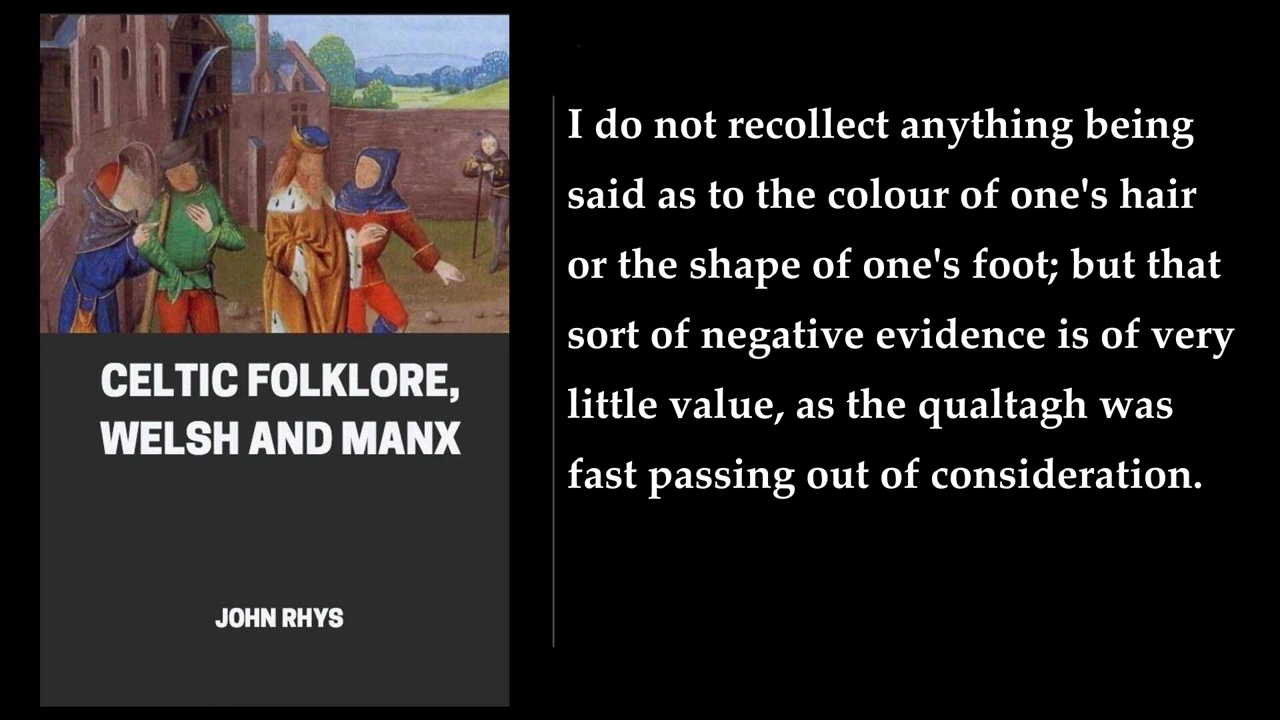 CELTIC FOLKLORE,
WELSH AND MANX
JOHN RHYS
I do not recollect anything being
said as to the colour of one's hair
or the shape of one's foot; but that
sort of negative evidence is of very
little value, as the qualtagh was
fast passing out of consideration.